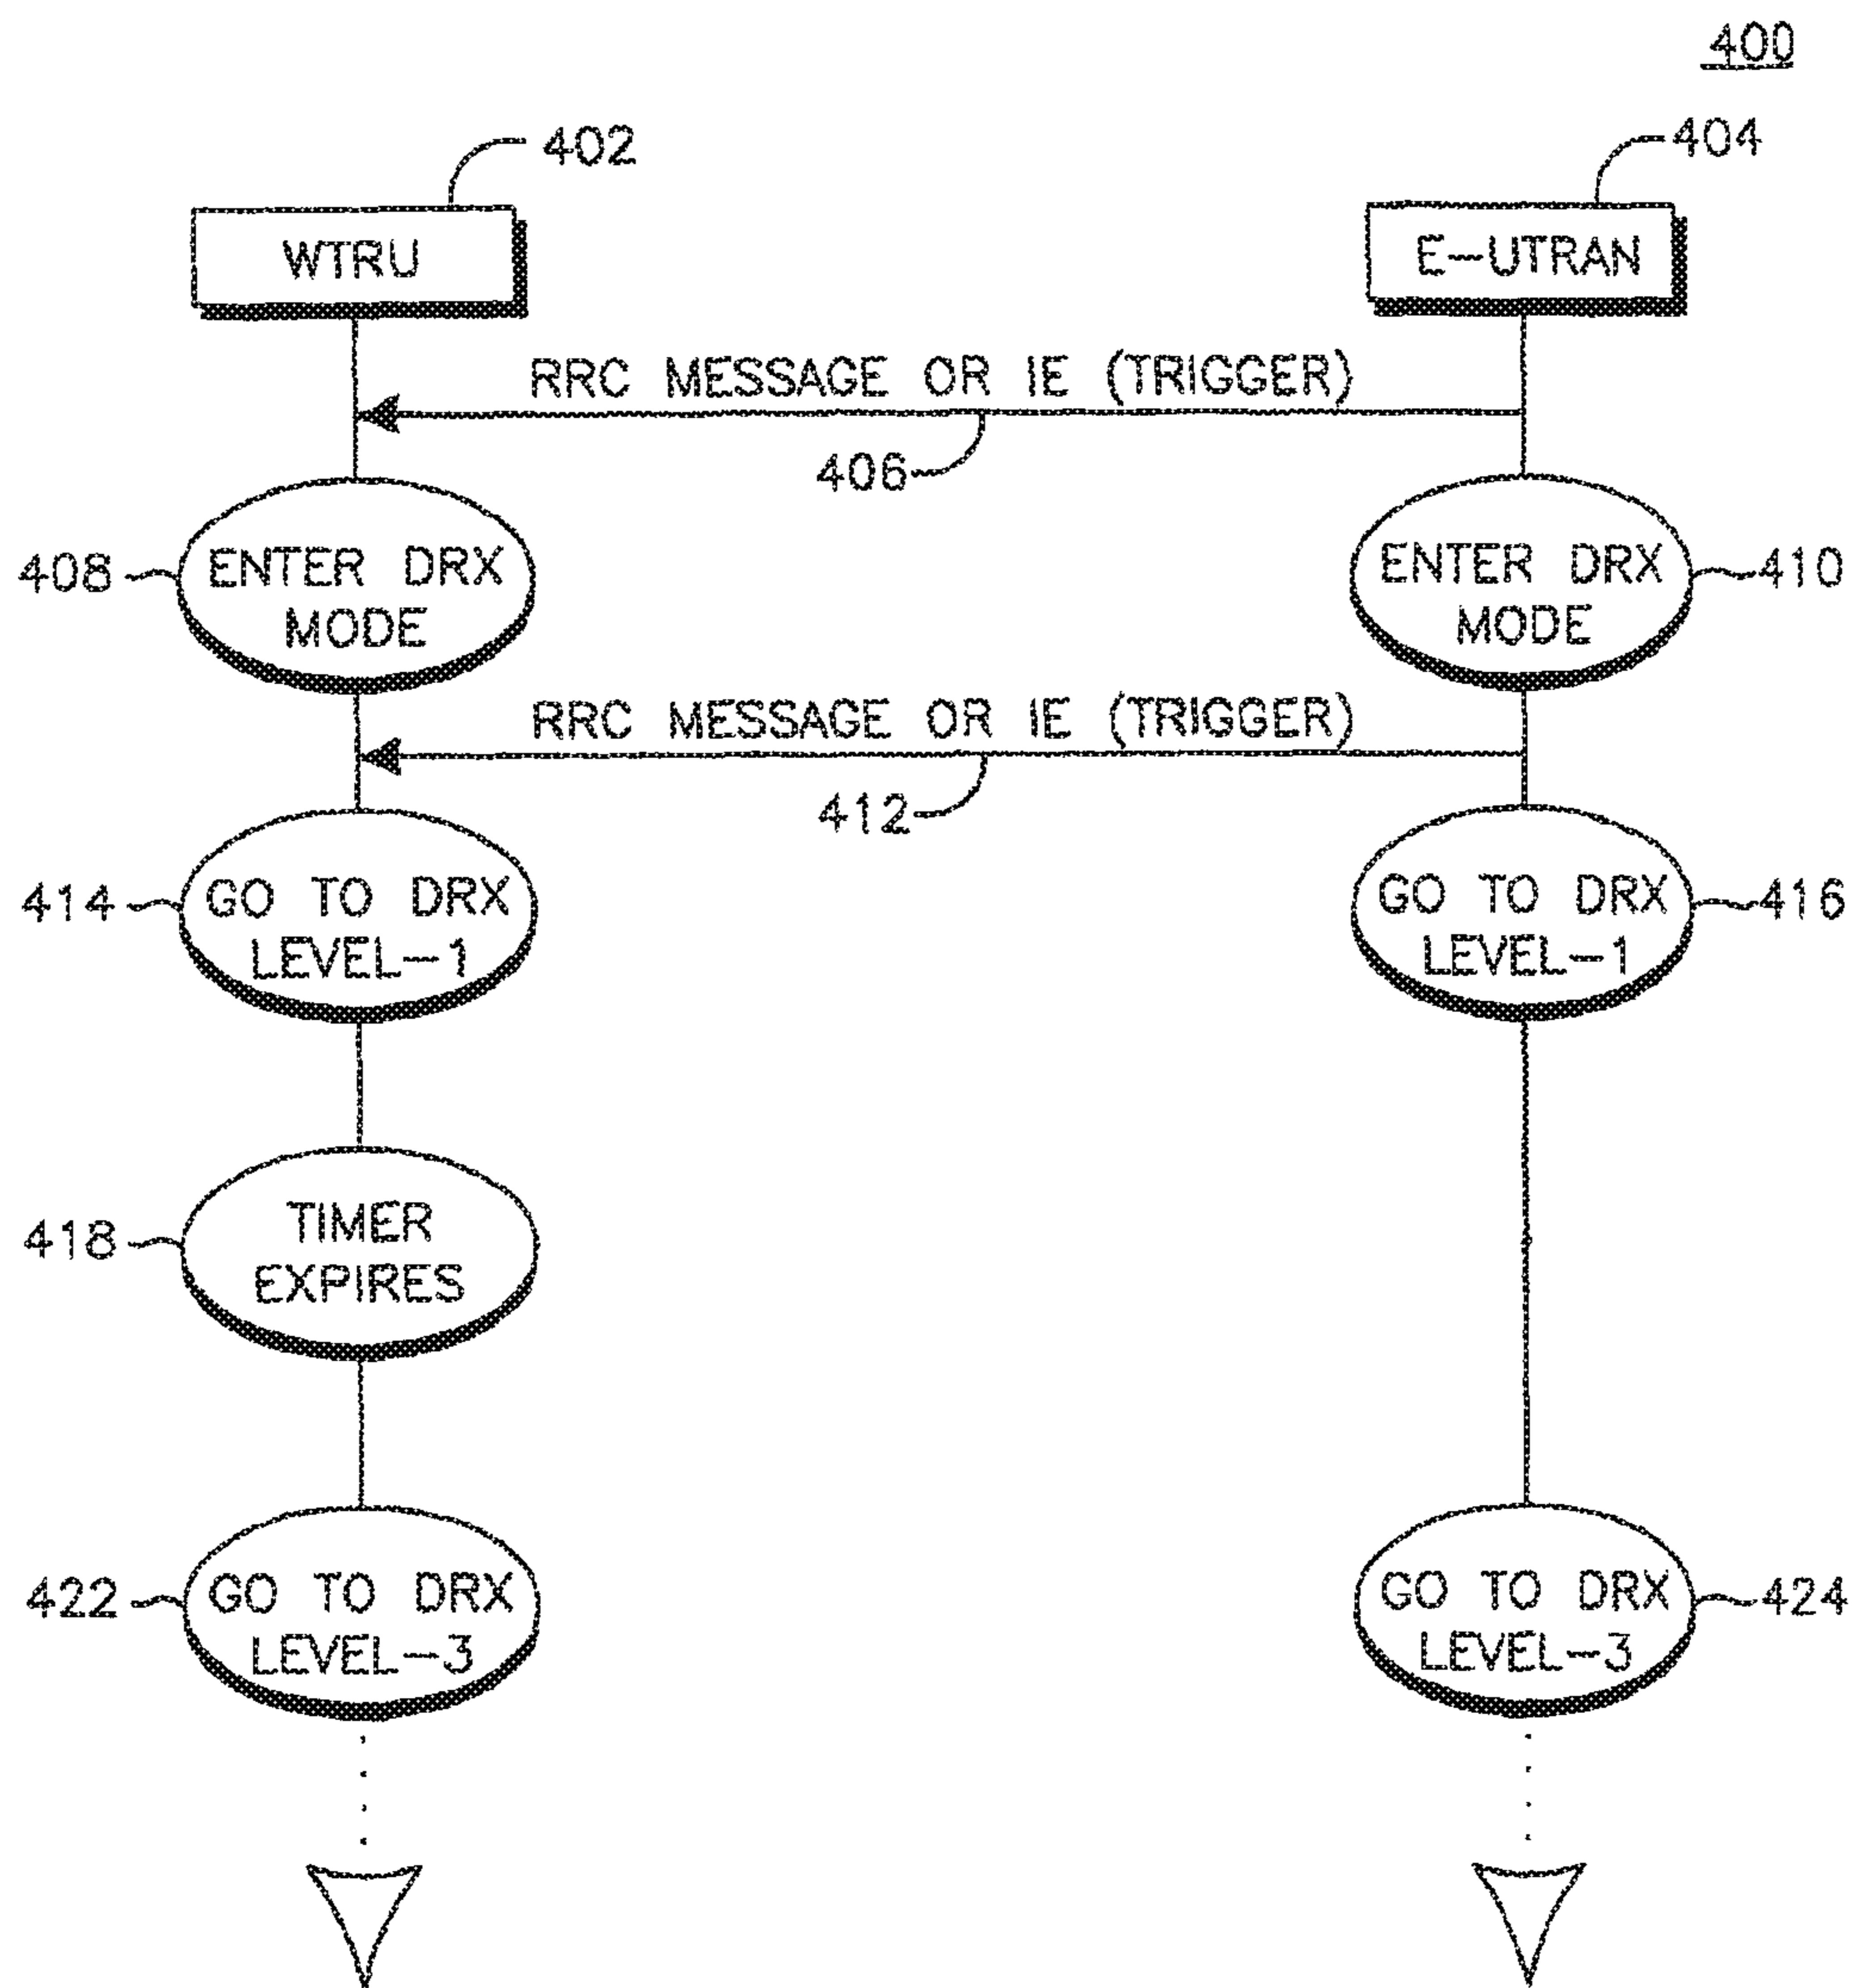 400
402
404
WTRU
E-UTRAN
RRC MESSAGE OR IE (TRIGGER)
406
408
ENTER DRX
MODE
ENTER DRX
MODE
410
RRC MESSAGE OR IE (TRIGGER)
412
414
GO TO DRX
LEVEL-1
GO TO DRX
LEVEL-1
416
418
TIMER
EXPIRES
422
GO TO DRX
LEVEL-3
GO TO DRX
LEVEL-3
424